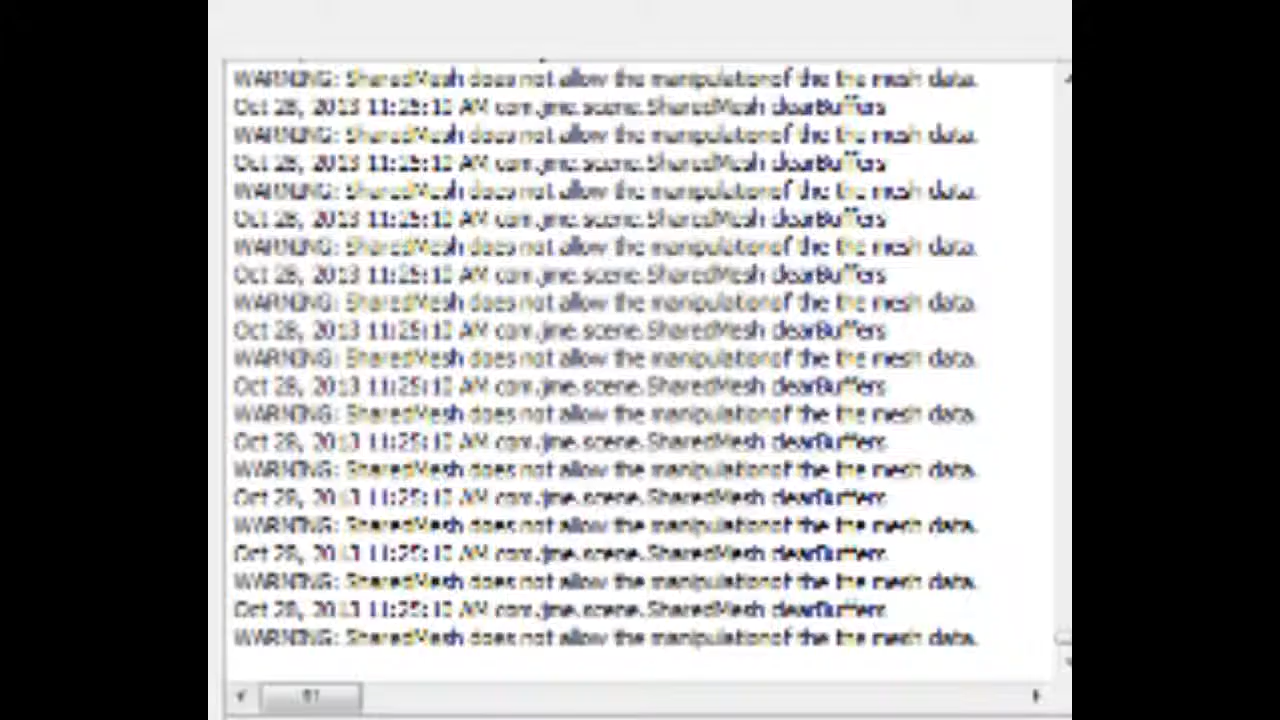 WARNING: SharedMesh does not allow the manipulationof the the mesh data.
Oct 28, 2013 11:25:10 AM com.jme.scene.SharedMesh clearBuffers
WARNING: SharedMesh does not allow the manipulationof the the mesh data.
Oct 28, 2013 11:25:10 AM com.jme.scene.SharedMesh clearBuffers
WARNING: SharedMesh does not allow the manipulationof the the mesh data.
Oct 28, 2013 11:25:10 AM com.jme.scene.SharedMesh clearBuffers
WARNING: SharedMesh does not allow the manipulationof the the mesh data.
Oct 28, 2013 11:25:10 AM com.jme.scene.SharedMesh clearBuffers
WARNING: SharedMesh does not allow the manipulationof the the mesh data.
Oct 28, 2013 11:25:10 AM com.jme.scene.SharedMesh clearBuffers
WARNING: SharedMesh does not allow the manipulationof the the mesh data.
Oct 28, 2013 11:25:10 AM com.jme.scene.SharedMesh clearBuffers
WARNING: SharedMesh does not allow the manipulationof the the mesh data.
Oct 28, 2013 11:25:10 AM com.jme.scene.SharedMesh clearBuffers
WARNING: SharedMesh does not allow the manipulationof the the mesh data.
Oct 28, 2013 11:25:10 AM com.jme.scene.SharedMesh clearBuffers
WARNING: SharedMesh does not allow the manipulationof the the mesh data.
Oct 28, 2013 11:25:10 AM com.jme.scene.SharedMesh clearBuffers
WARNING: SharedMesh does not allow the manipulationof the the mesh data.
Oct 28, 2013 11:25:10 AM com.jme.scene.SharedMesh clearBuffers
WARNING: SharedMesh does not allow the manipulationof the the mesh data.